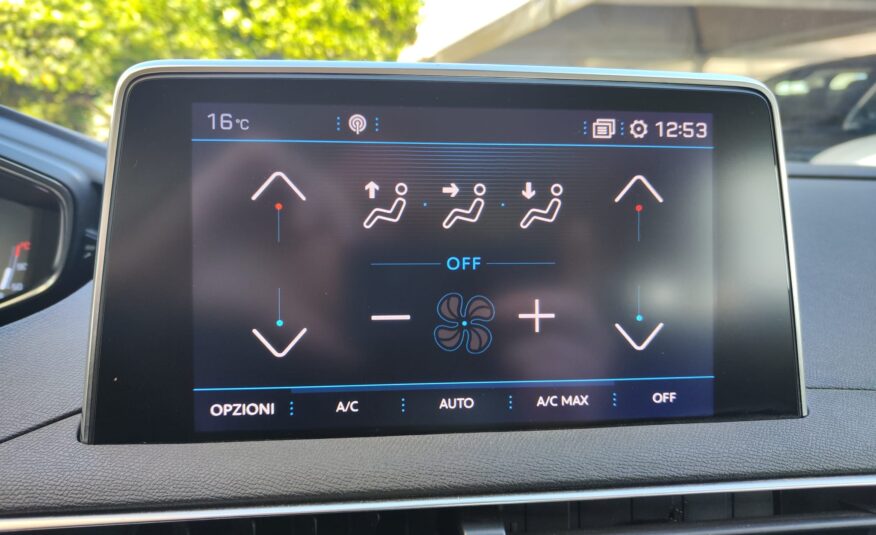 16°C 12:53
OFF
OPZIONI A/C AUTO A/C MAX OFF